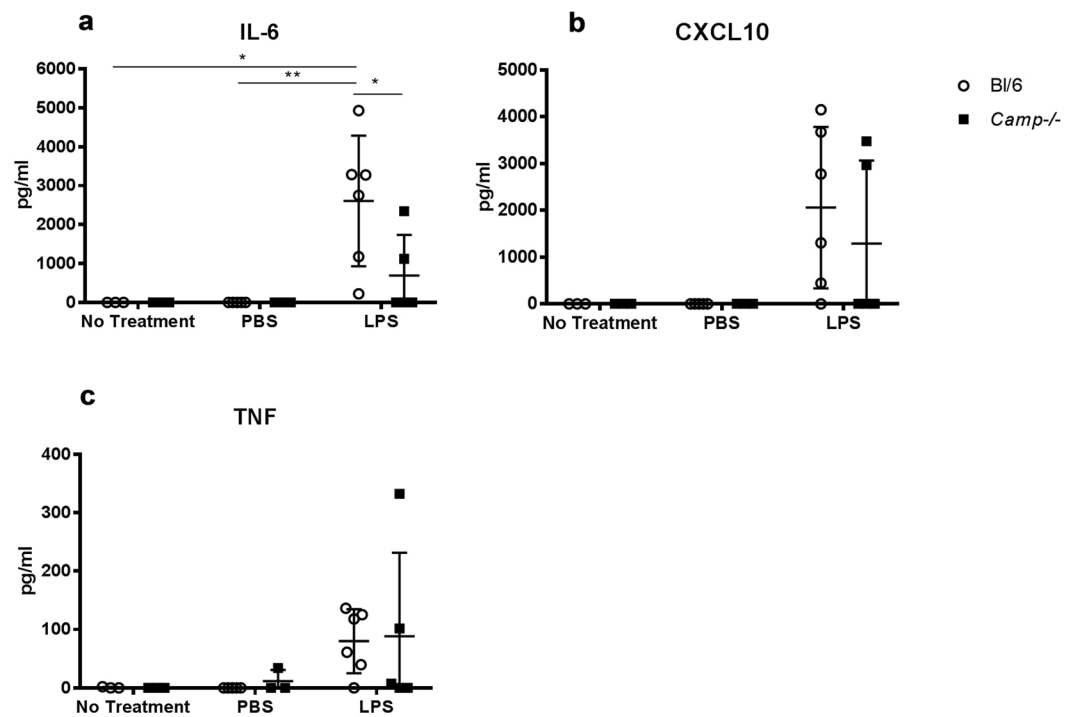 a
IL-6
6000
5000
4000
3000
2000
1000
0
pg/ml
*
**
*
No Treatment PBS LPS
b
CXCL10
5000
4000
3000
2000
1000
0
pg/ml
No Treatment PBS LPS
Bl/6
Camp-/-
c
TNF
400
300
200
100
0
pg/ml
No Treatment PBS LPS